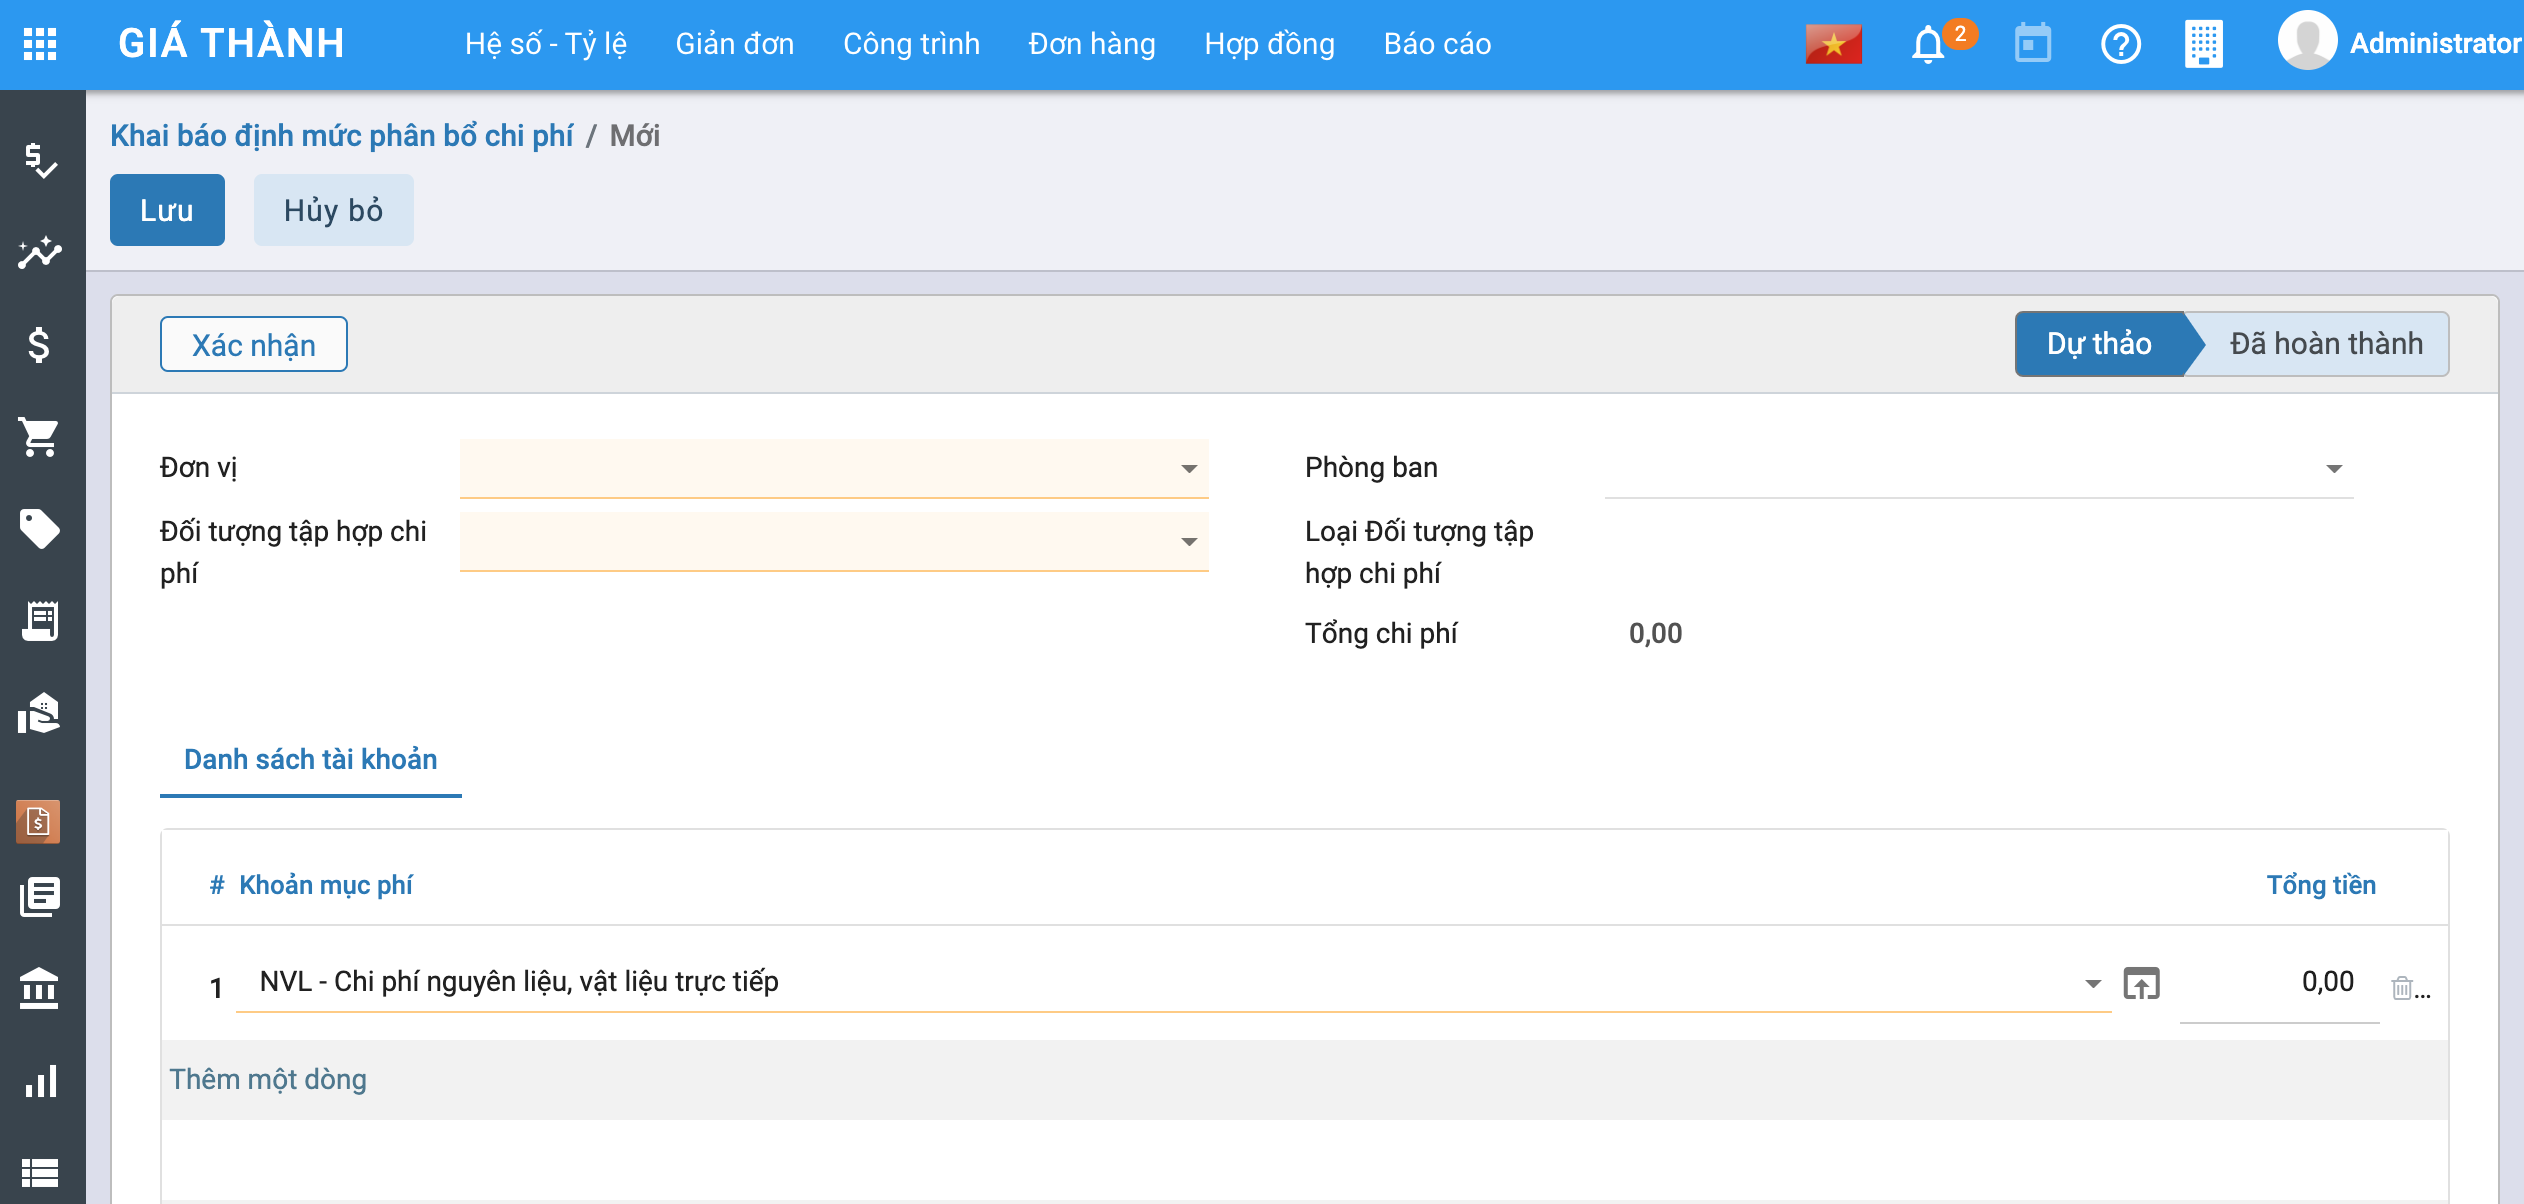 GIÁ THÀNH
Hệ số - Tỷ lệ
Giản đơn
Công trình
Đơn hàng
Hợp đồng
Báo cáo
2
Administrator
Khai báo định mức phân bổ chi phí / Mới
Lưu
Hủy bỏ
Xác nhận
Dự thảo
Đã hoàn thành
Đơn vị
Phòng ban
Đối tượng tập hợp chi
phí
Loại Đối tượng tập
hợp chi phí
Tổng chi phí
0,00
Danh sách tài khoản
# Khoản mục phí
Tổng tiền
1 NVL - Chi phí nguyên liệu, vật liệu trực tiếp
0,00
...
Thêm một dòng